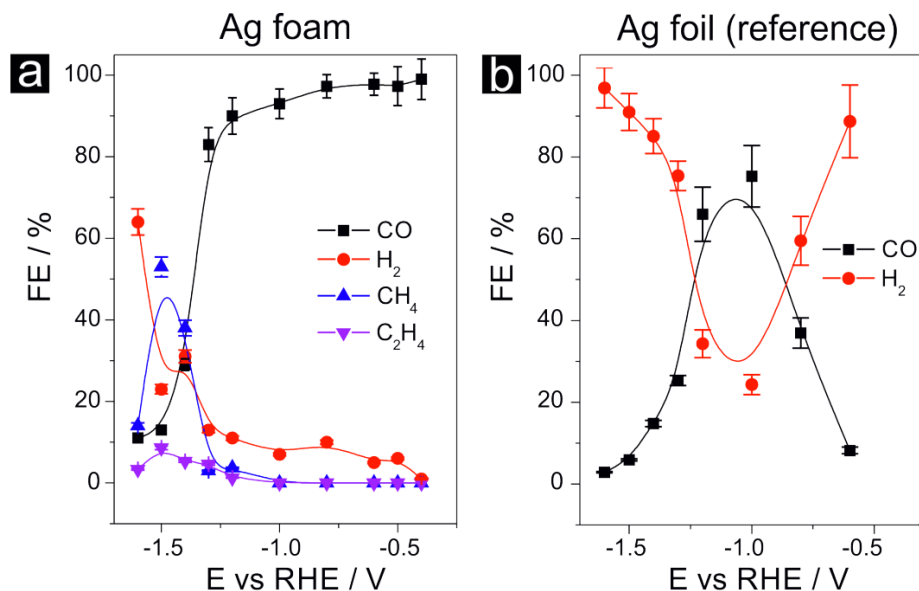 Ag foam
a
100
80
60
40
20
0
FE / %
CO
H₂
CH₄
C₂H₄
-1.5
-1.0
-0.5
E vs RHE / V
Ag foil (reference)
b
100
80
60
40
20
0
FE / %
CO
H₂
-1.5
-1.0
-0.5
E vs RHE / V